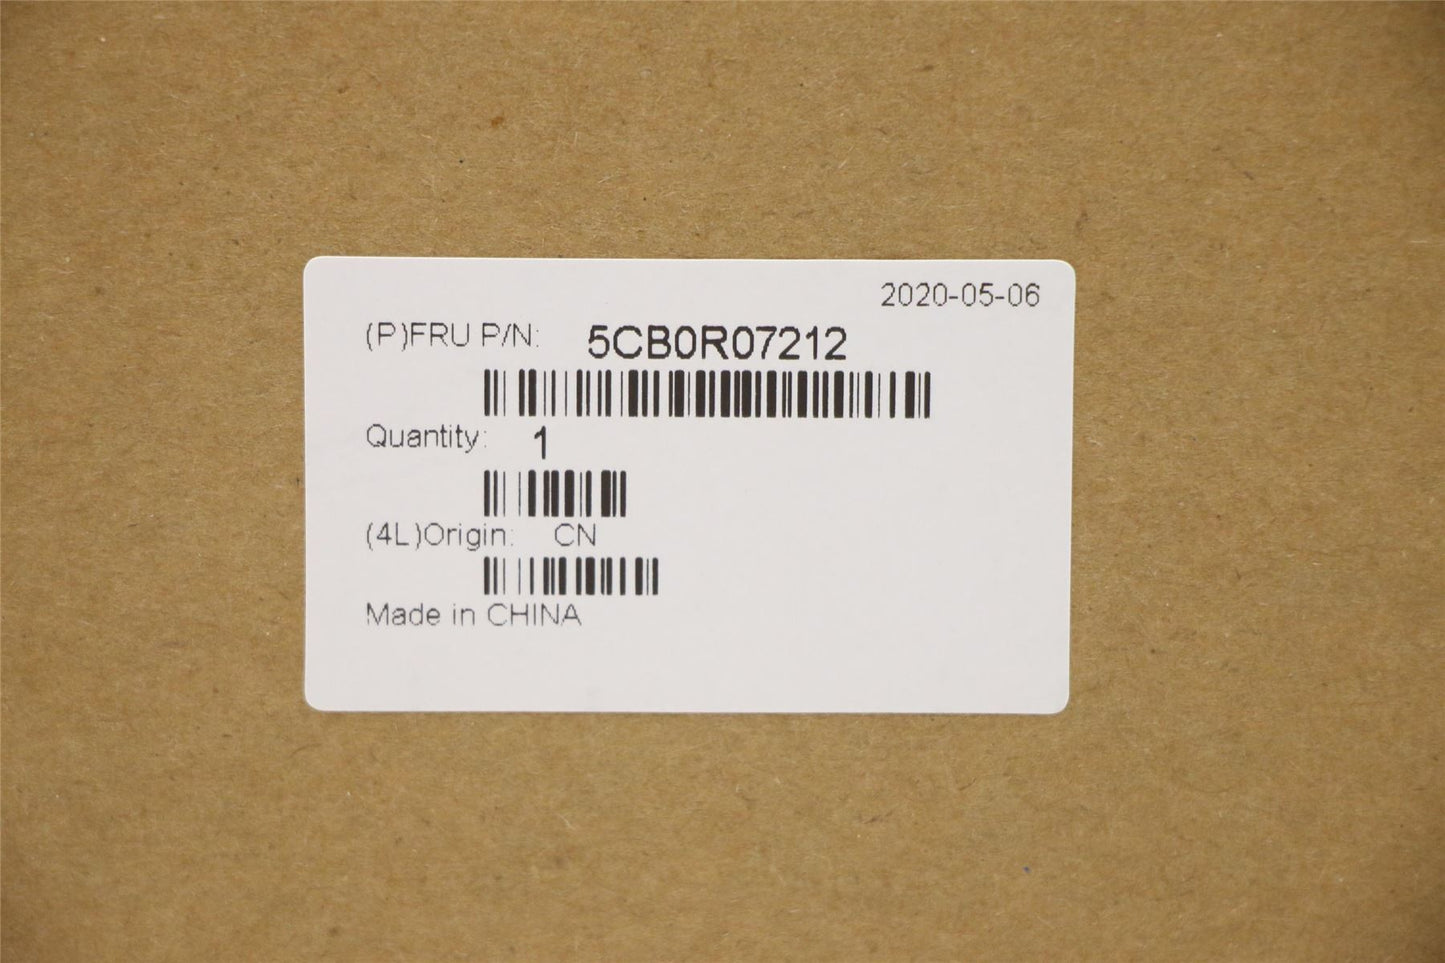 2020-05-06
(P)FRU P/N: 5CB0R07212
Quantity: 1
(4L)Origin: CN
Made in CHINA